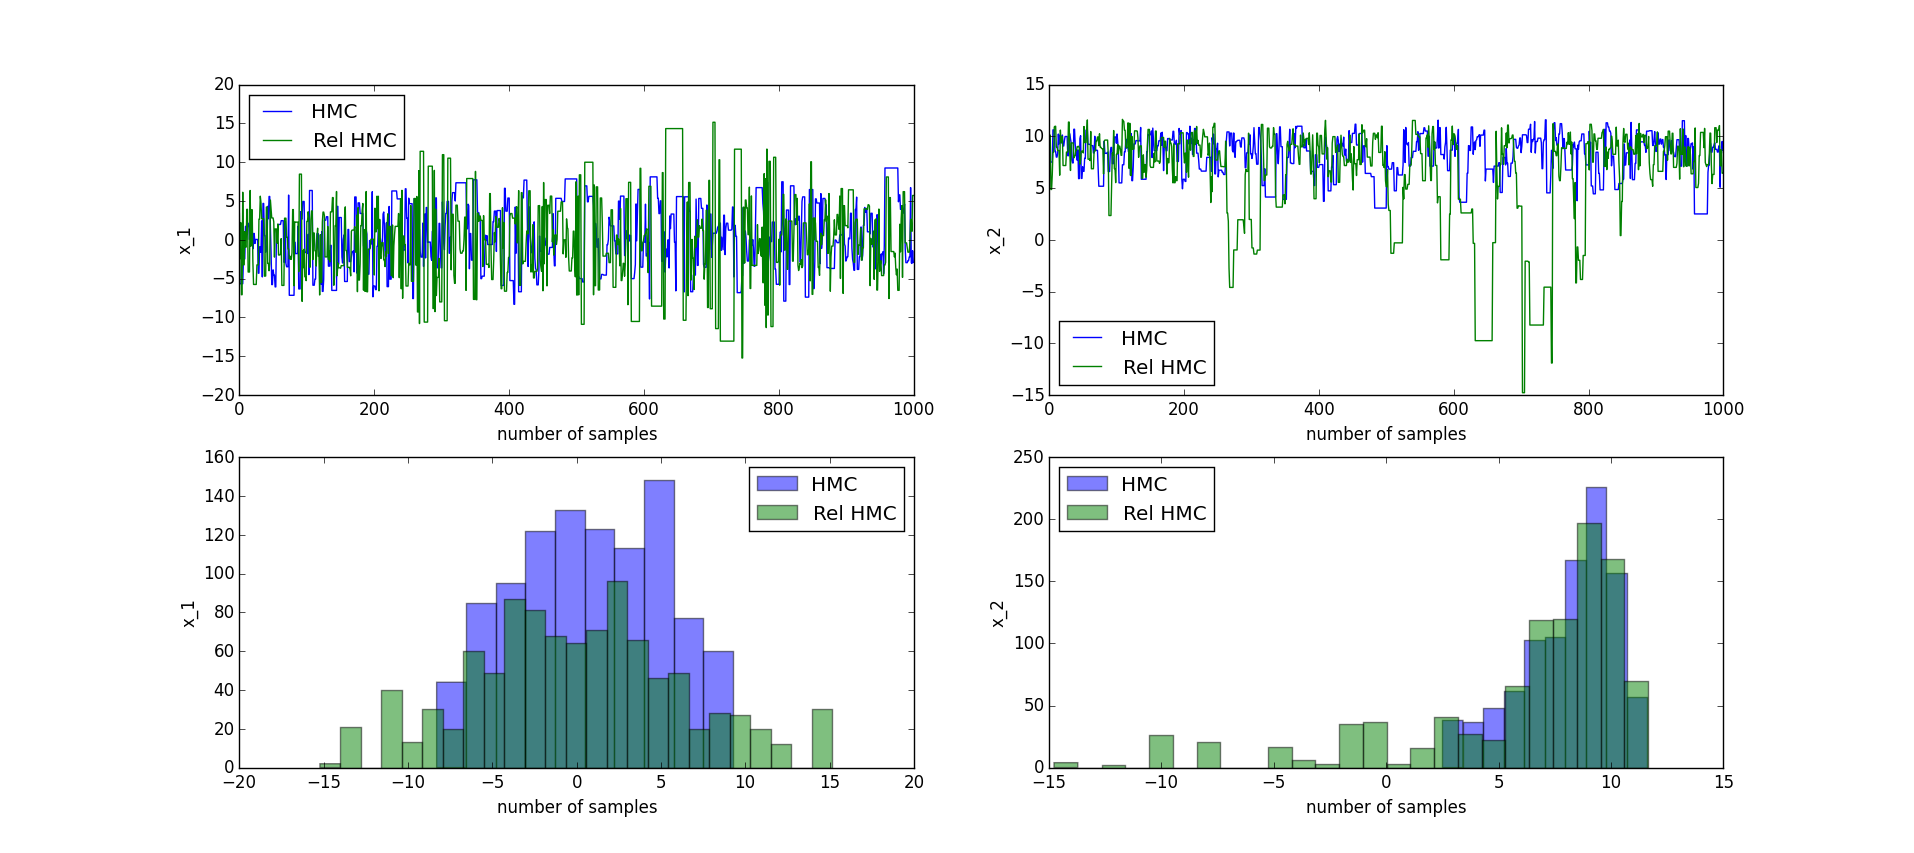 20
15
10
5
0
−5
−10
−15
−20
x_1
HMC
Rel HMC
0 200 400 600 800 1000
number of samples
15
10
5
0
−5
−10
−15
x_2
HMC
Rel HMC
0 200 400 600 800 1000
number of samples
160
140
120
100
80
60
40
20
0
x_1
HMC
Rel HMC
−20 −15 −10 −5 0 5 10 15 20
number of samples
250
200
150
100
50
0
x_2
HMC
Rel HMC
−15 −10 −5 0 5 10 15
number of samples